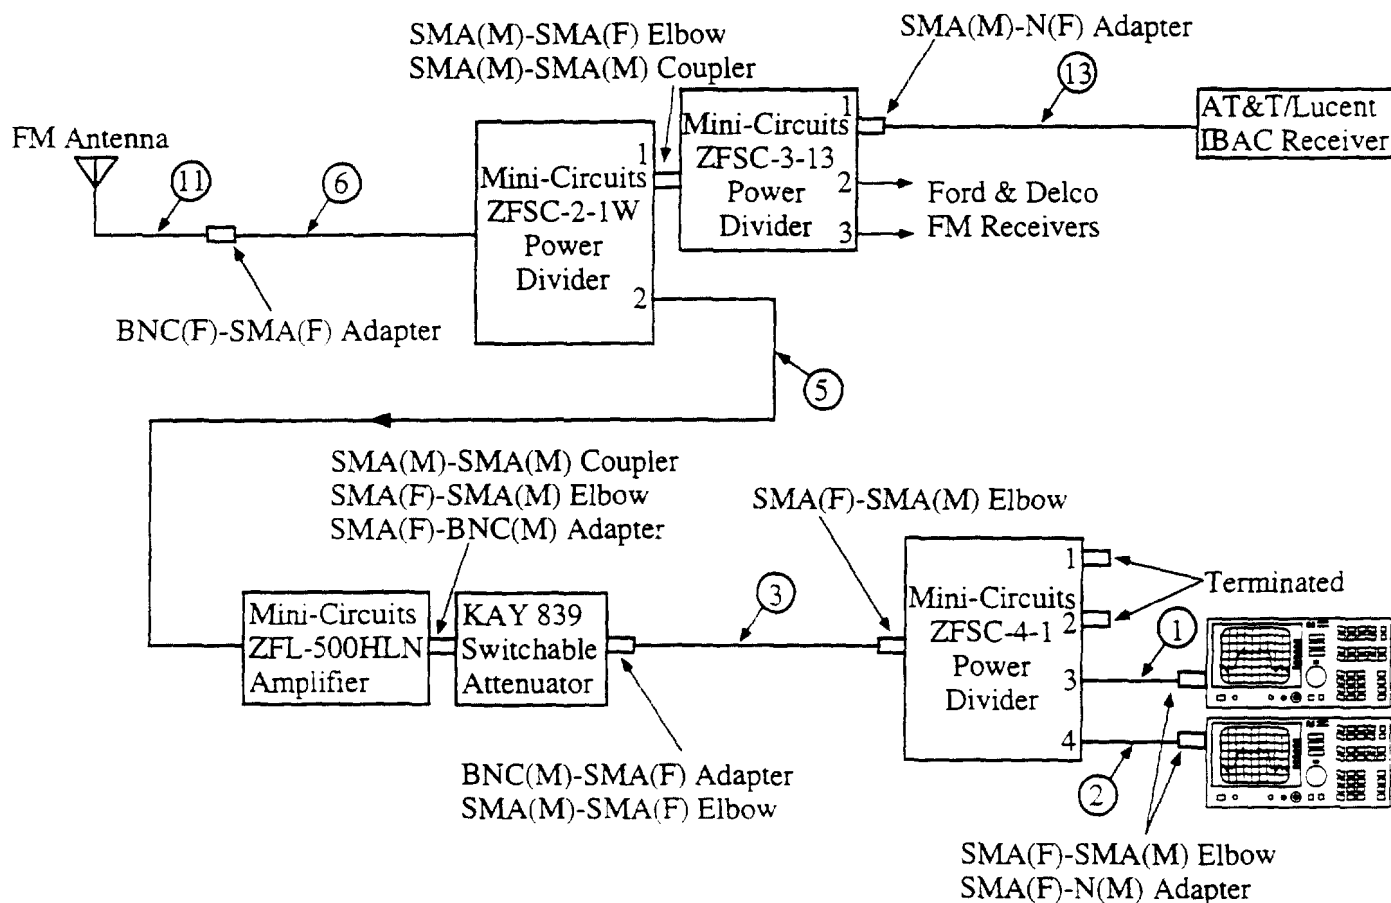 SMA(M)-SMA(F) Elbow
SMA(M)-SMA(M) Coupler
SMA(M)-N(F) Adapter
13
AT&T/Lucent
IBAC Receiver
FM Antenna
11
6
BNC(F)-SMA(F) Adapter
1
Mini-Circuits
ZFSC-2-1W
Power
Divider
2
1
Mini-Circuits
ZFSC-3-13
Power
Divider
2
3
Ford & Delco
FM Receivers
5
SMA(M)-SMA(M) Coupler
SMA(F)-SMA(M) Elbow
SMA(F)-BNC(M) Adapter
SMA(F)-SMA(M) Elbow
Mini-Circuits
ZFL-500HLN
Amplifier
KAY 839
Switchable
Attenuator
3
BNC(M)-SMA(F) Adapter
SMA(M)-SMA(F) Elbow
1
Mini-Circuits
2
ZFSC-4-1
Power
3
Divider
4
Terminated
1
2
SMA(F)-SMA(M) Elbow
SMA(F)-N(M) Adapter